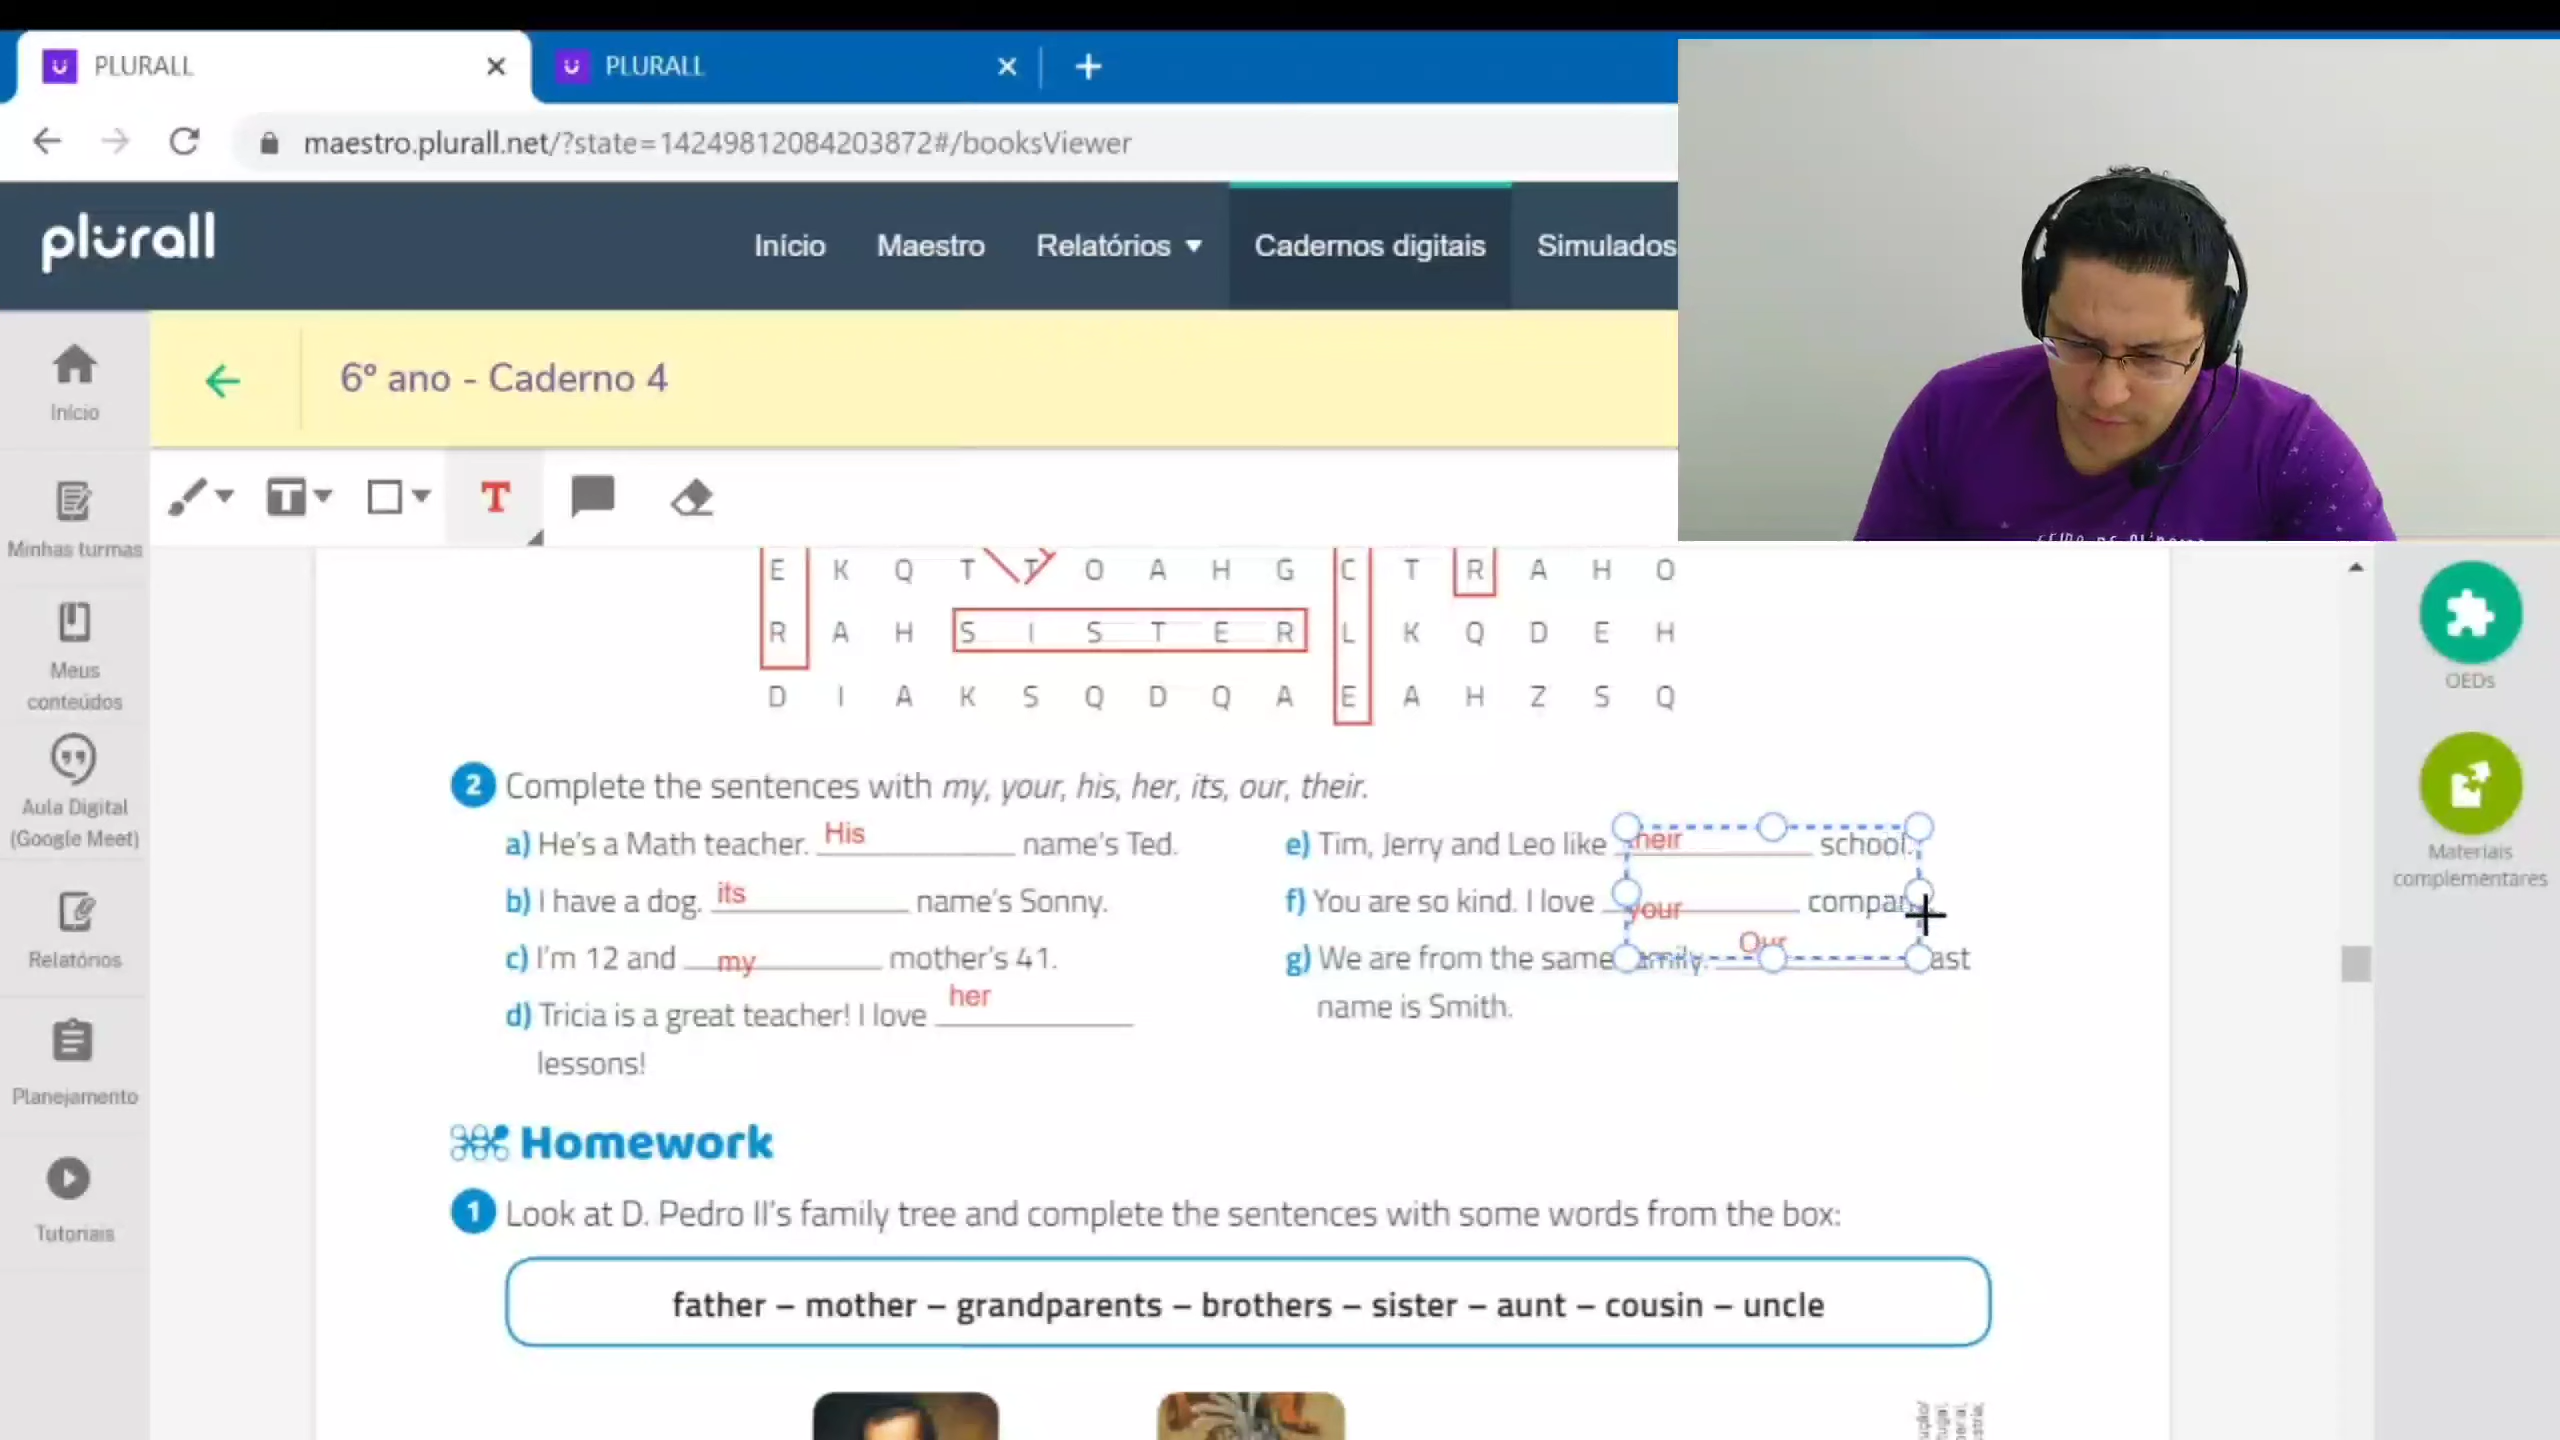 PLURALL
PLURALL
maestro.plurall.net/?state=14249812084203872#/booksViewer
plurall
Início
Maestro
Relatórios
Cadernos digitais
Simulados
6º ano - Caderno 4
Início
Minhas turmas
Meus
conteúdos
Aula Digital
(Google Meet)
Relatórios
Planejamento
Tutoriais
T
T
E K Q T T O A H G C T R A H O
R A H S I S T E R L K Q D E H
D I A K S Q D Q A E A H Z S Q
2 Complete the sentences with my, your, his, her, its, our, their.
a) He's a Math teacher. His name's Ted.
b) I have a dog. its name's Sonny.
c) I'm 12 and my mother's 41.
d) Tricia is a great teacher! I love her
lessons!
e) Tim, Jerry and Leo like heir school.
f) You are so kind. I love your compan
g) We are from the same family. Our ast
name is Smith.
Homework
1 Look at D. Pedro II's family tree and complete the sentences with some words from the box:
father – mother – grandparents – brothers – sister – aunt – cousin – uncle
OEDs
Materiais
complementares